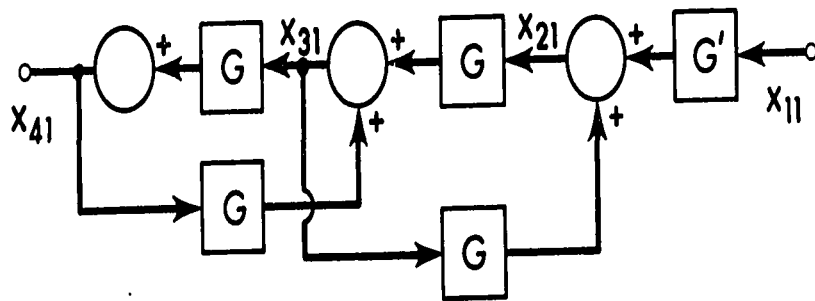 + G X31 + G X21 + G'
X41 + + X11
G
G